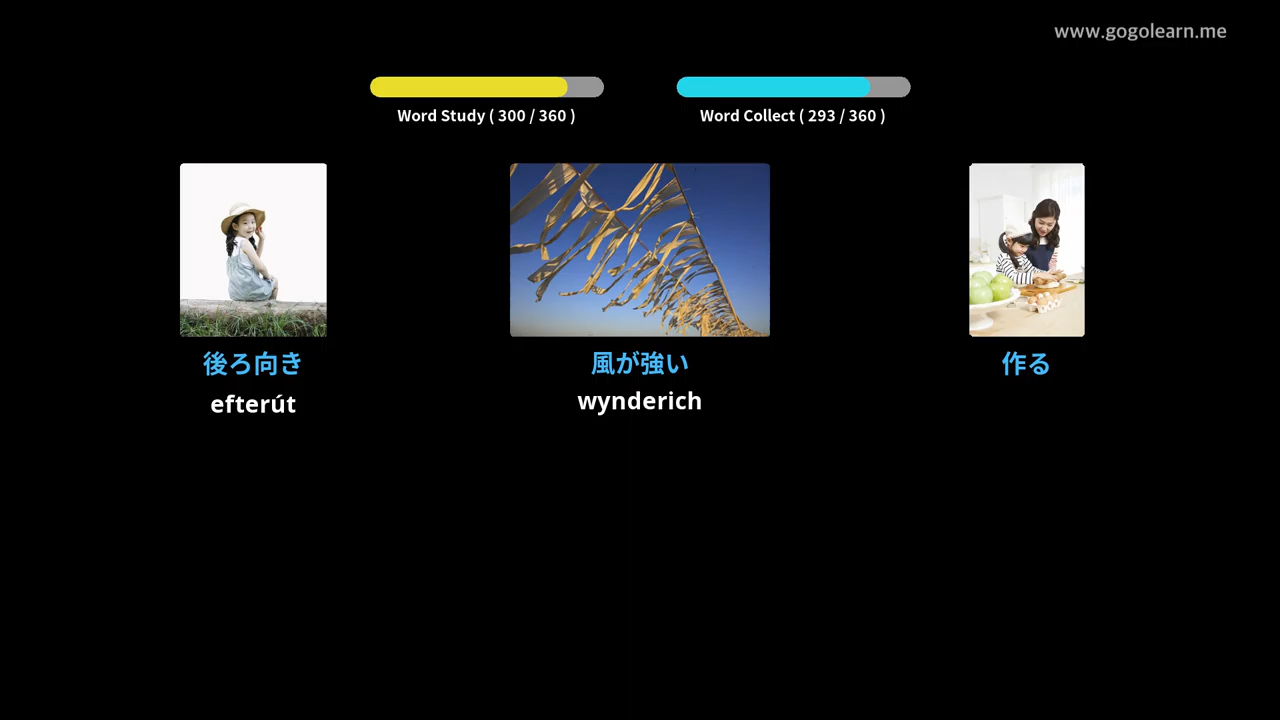 www.gogolearn.me
Word Study ( 300 / 360 )
Word Collect ( 293 / 360 )
後ろ向き
efterút
風が強い
wynderich
作る